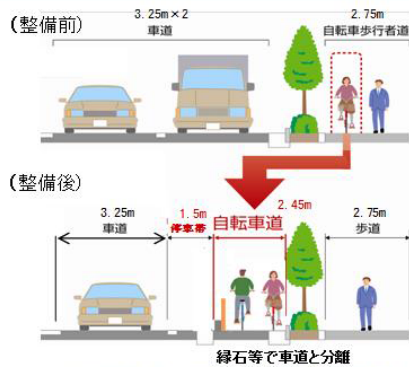 (整備前)
3.25m×2
車道
2.75m
自転車歩行者道
(整備後)
3.25m
車道
1.5m
停車帯
自転車道
2.45m
2.75m
歩道
縁石等で車道と分離